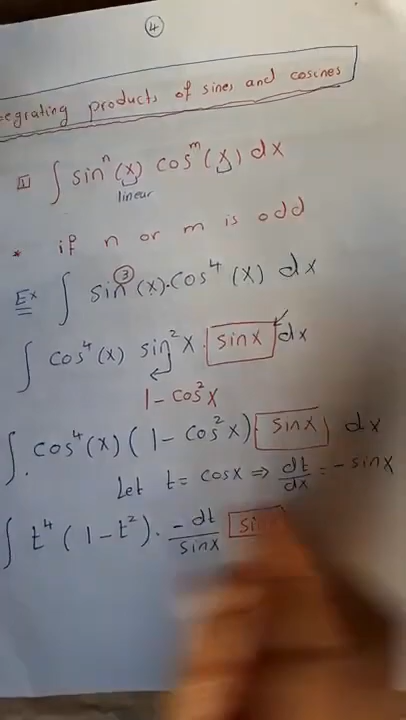 4
egrating products of sines and cosines
1 ∫ sinⁿ(x) cosᵐ(x) dx
linear
* if n or m is odd
Ex ∫ sin³(x)·cos⁴(x) dx
∫ cos⁴(x) sin²x · sinx dx
1 - cos²x
∫ cos⁴(x) (1 - cos²x) · sinx dx
Let t = cosx ⇒ dt/dx = - sinx
∫ t⁴ (1 - t²) · -dt/sinx